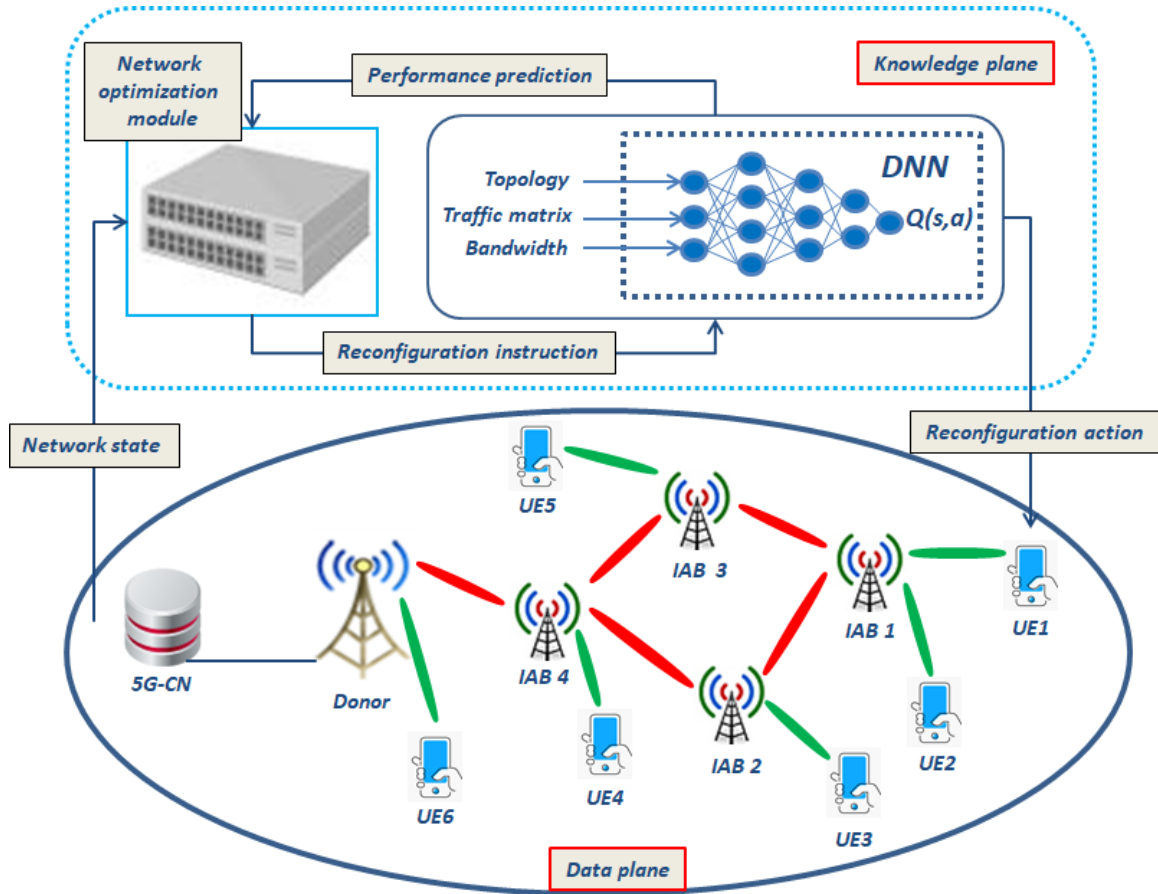 Network
optimization
module
Performance prediction
Knowledge plane
DNN
Topology
Traffic matrix
Bandwidth
Q(s,a)
Reconfiguration instruction
Network state
Reconfiguration action
UE5
IAB 3
IAB 1
UE1
5G-CN
Donor
IAB 4
IAB 2
UE2
UE6
UE4
UE3
Data plane